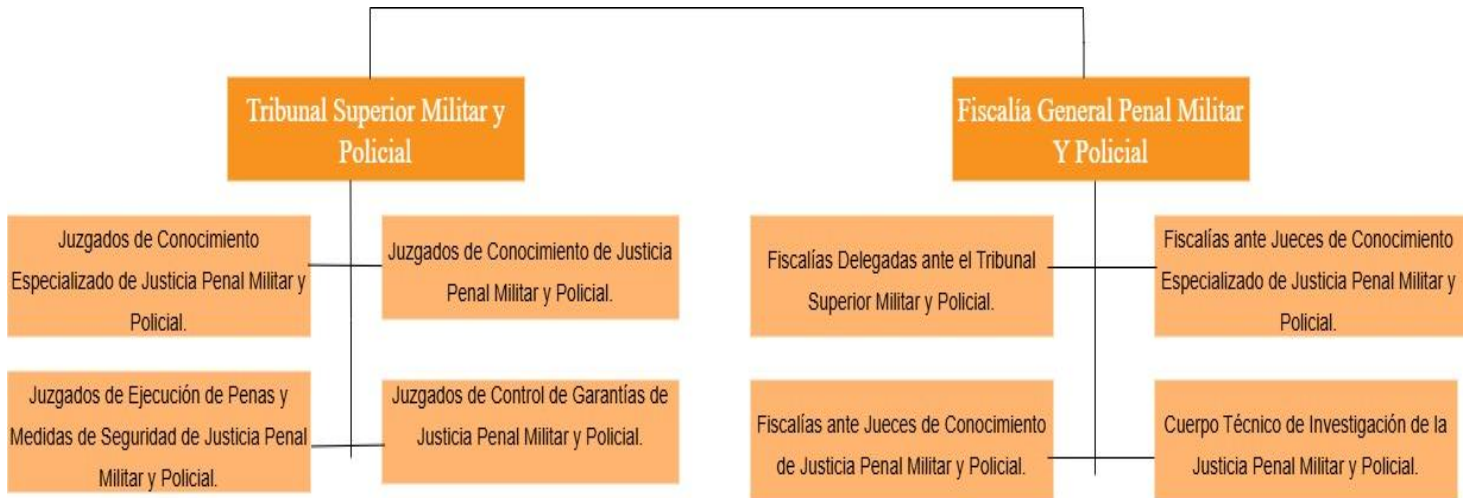 Tribunal Superior Militar y
Policial
Fiscalía General Penal Militar
Y Policial
Juzgados de Conocimiento
Especializado de Justicia Penal Militar y
Policial.
Juzgados de Conocimiento de Justicia
Penal Militar y Policial.
Fiscalías Delegadas ante el Tribunal
Superior Militar y Policial.
Fiscalías ante Jueces de Conocimiento
Especializado de Justicia Penal Militar y
Policial.
Juzgados de Ejecución de Penas y
Medidas de Seguridad de Justicia Penal
Militar y Policial.
Juzgados de Control de Garantías de
Justicia Penal Militar y Policial.
Fiscalías ante Jueces de Conocimiento
de Justicia Penal Militar y Policial.
Cuerpo Técnico de Investigación de la
Justicia Penal Militar y Policial.